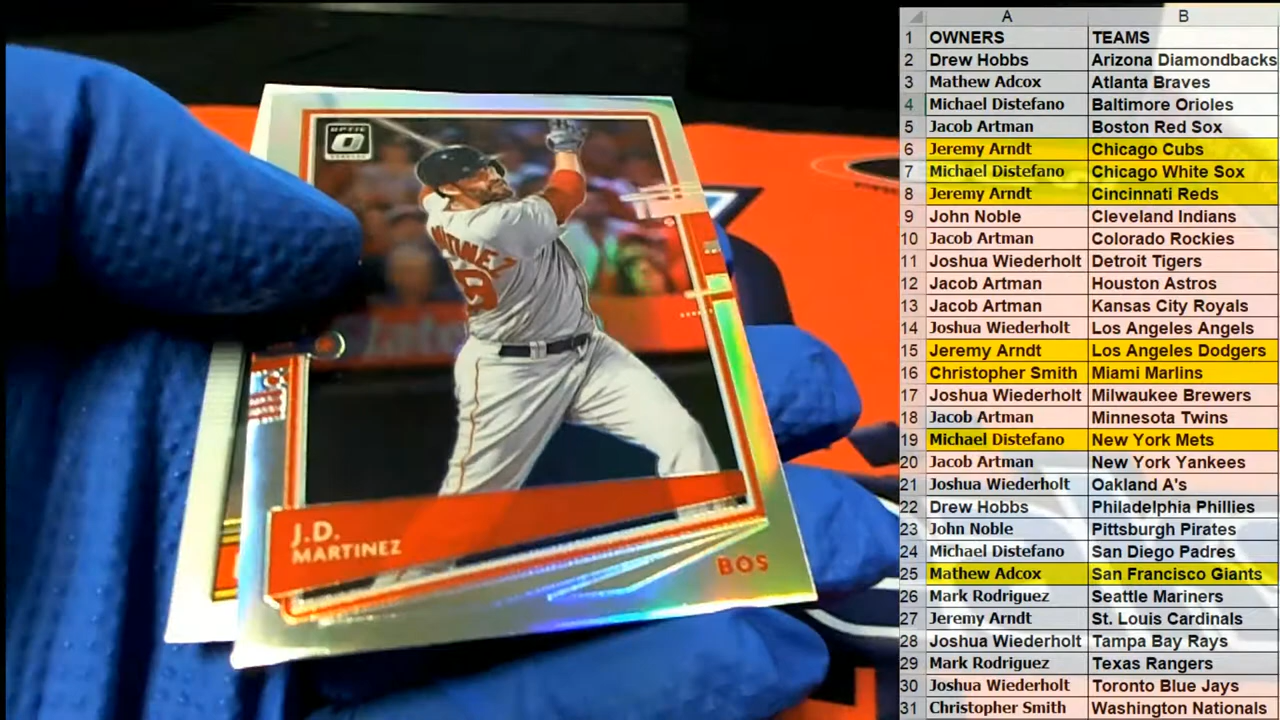 OPTIC
MARTINEZ
J.D.
MARTINEZ
BOS
A B
1 OWNERS TEAMS
2 Drew Hobbs Arizona Diamondbacks
3 Mathew Adcox Atlanta Braves
4 Michael Distefano Baltimore Orioles
5 Jacob Artman Boston Red Sox
6 Jeremy Arndt Chicago Cubs
7 Michael Distefano Chicago White Sox
8 Jeremy Arndt Cincinnati Reds
9 John Noble Cleveland Indians
10 Jacob Artman Colorado Rockies
11 Joshua Wiederholt Detroit Tigers
12 Jacob Artman Houston Astros
13 Jacob Artman Kansas City Royals
14 Joshua Wiederholt Los Angeles Angels
15 Jeremy Arndt Los Angeles Dodgers
16 Christopher Smith Miami Marlins
17 Joshua Wiederholt Milwaukee Brewers
18 Jacob Artman Minnesota Twins
19 Michael Distefano New York Mets
20 Jacob Artman New York Yankees
21 Joshua Wiederholt Oakland A's
22 Drew Hobbs Philadelphia Phillies
23 John Noble Pittsburgh Pirates
24 Michael Distefano San Diego Padres
25 Mathew Adcox San Francisco Giants
26 Mark Rodriguez Seattle Mariners
27 Jeremy Arndt St. Louis Cardinals
28 Joshua Wiederholt Tampa Bay Rays
29 Mark Rodriguez Texas Rangers
30 Joshua Wiederholt Toronto Blue Jays
31 Christopher Smith Washington Nationals